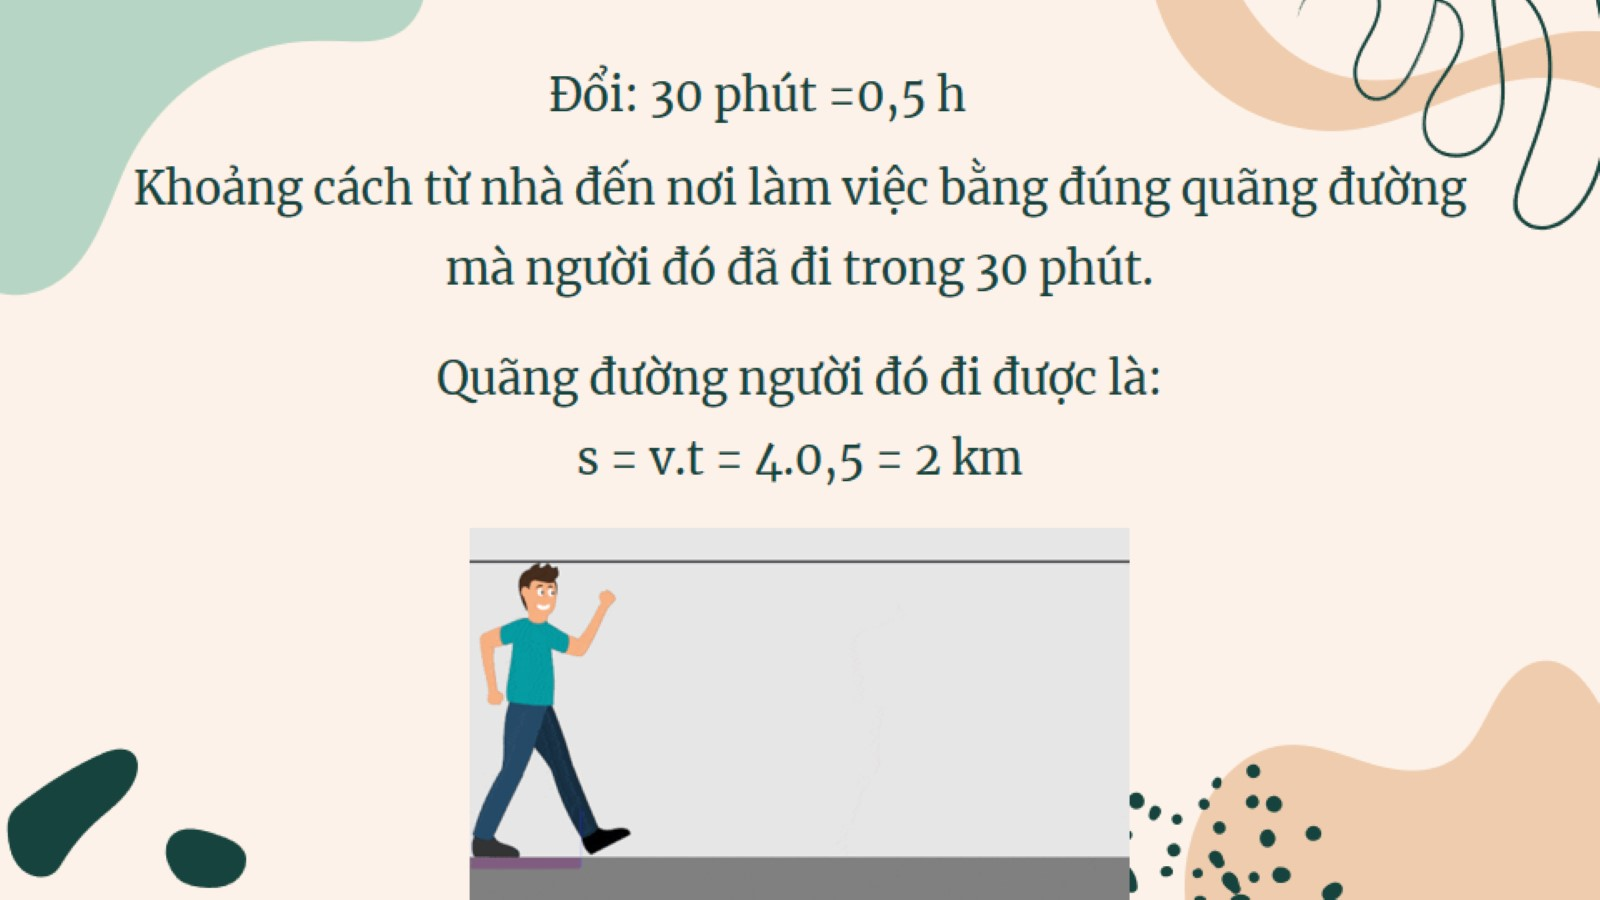 Đổi: 30 phút =0,5 h
Khoảng cách từ nhà đến nơi làm việc bằng đúng quãng đường
mà người đó đã đi trong 30 phút.
Quãng đường người đó đi được là:
s = v.t = 4.0,5 = 2 km